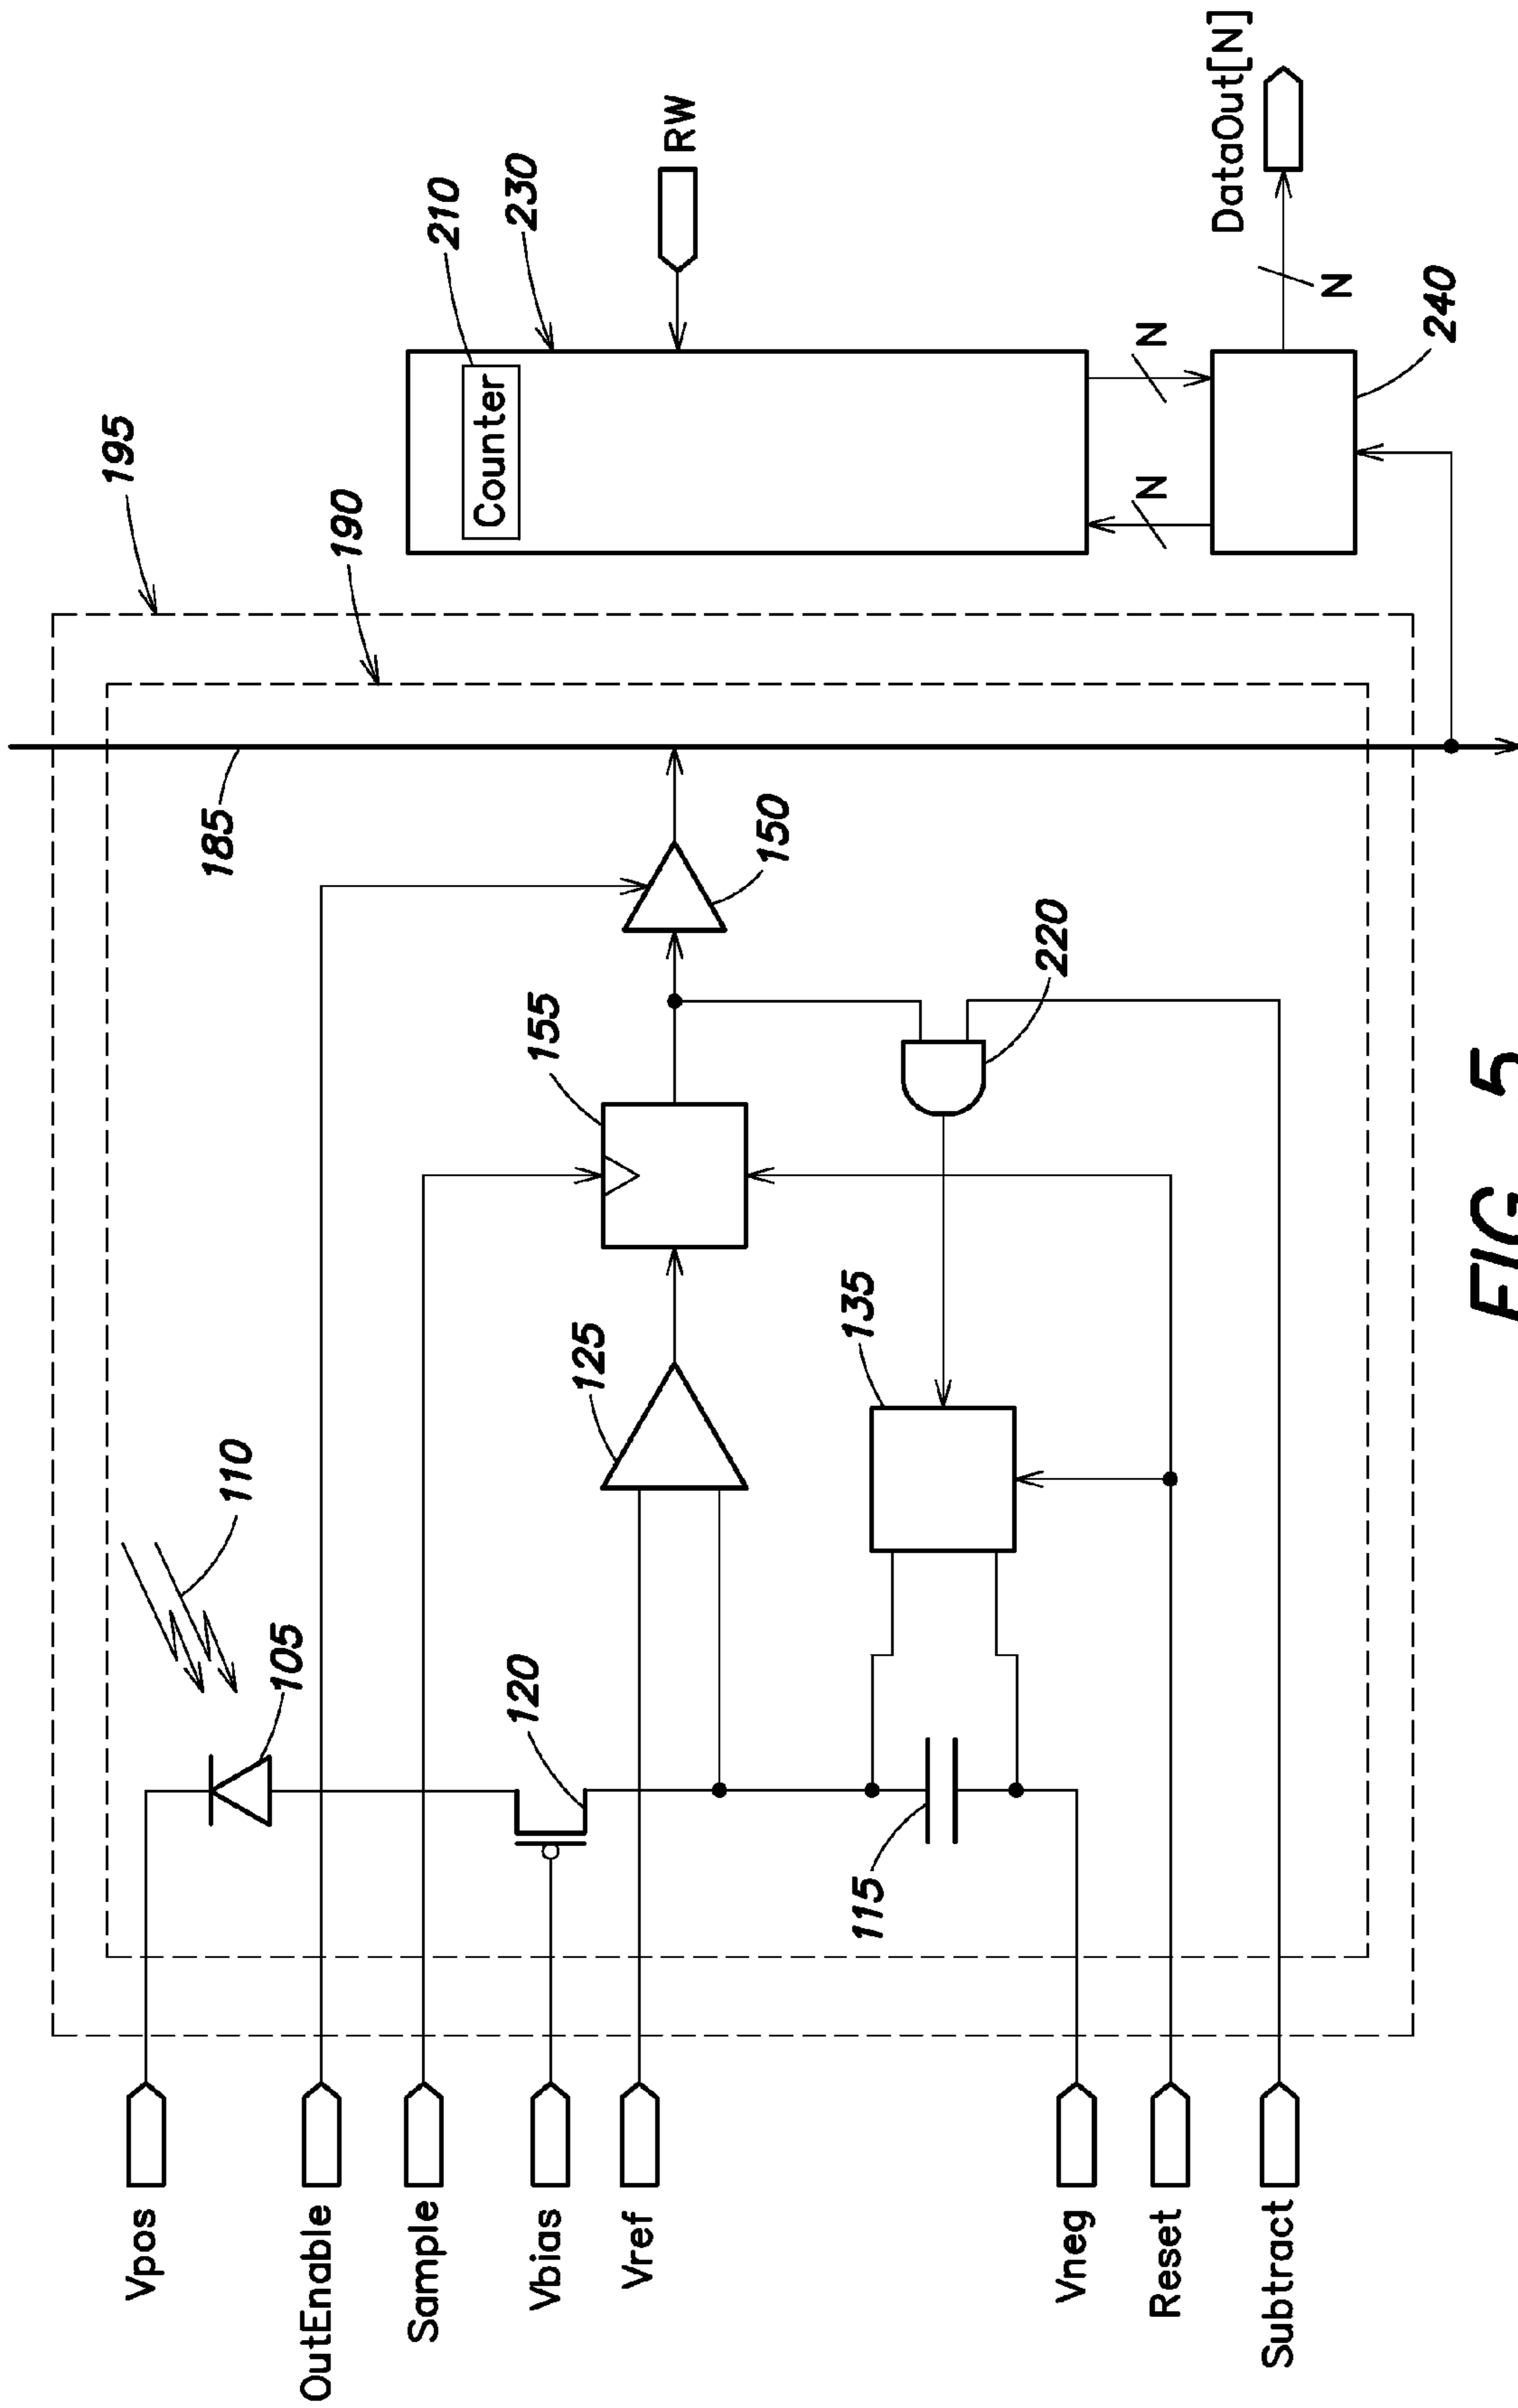 195
190
185
210
Counter
230
RW
N
N
N
DataOut[N]
240
110
105
120
125
155
150
220
135
115
Vpos
OutEnable
Sample
Vbias
Vref
Vneg
Reset
Subtract
FIG. 5